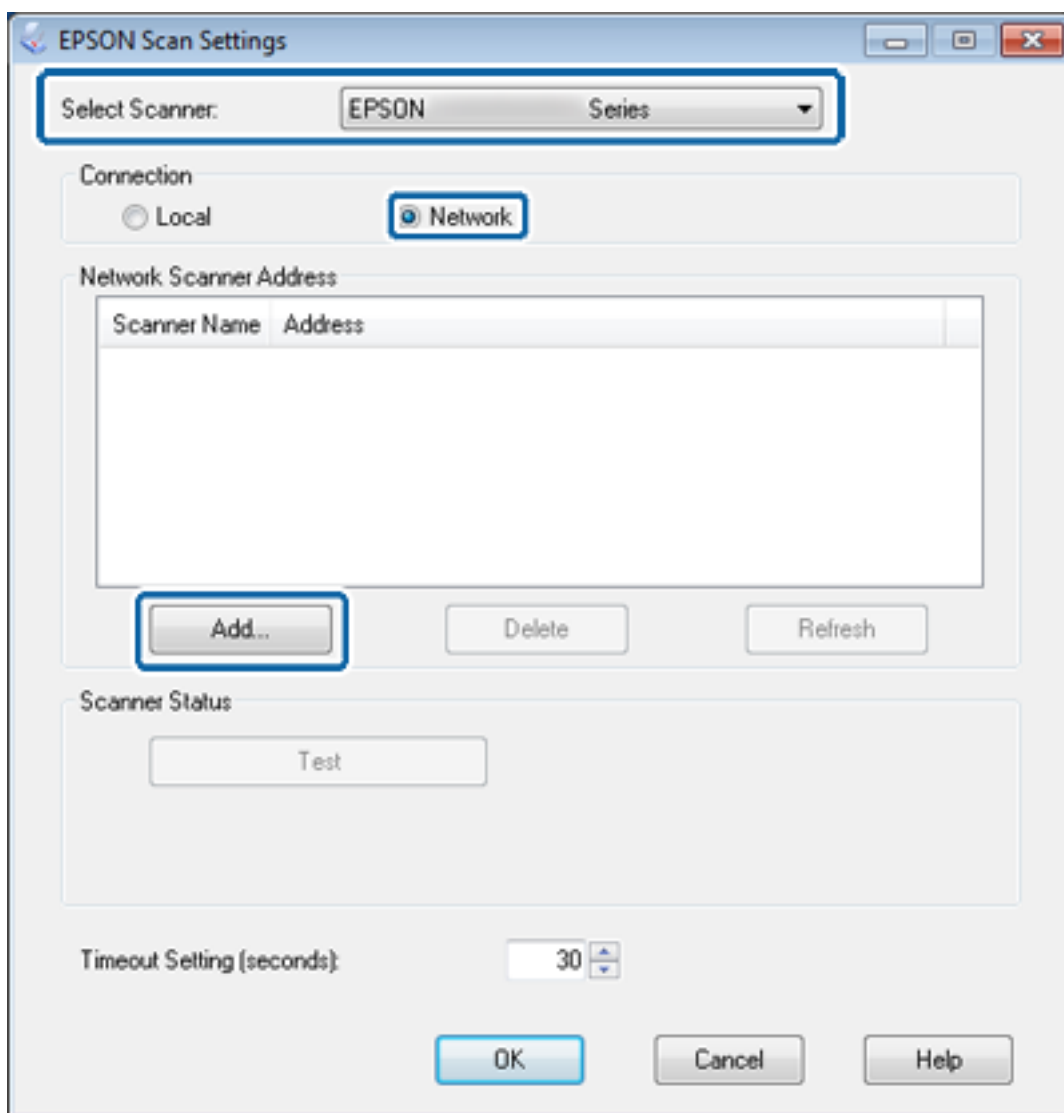 EPSON Scan Settings
Select Scanner: EPSON Series
Connection
Local Network
Network Scanner Address
Scanner Name Address
Add... Delete Refresh
Scanner Status
Test
Timeout Setting (seconds): 30
OK Cancel Help